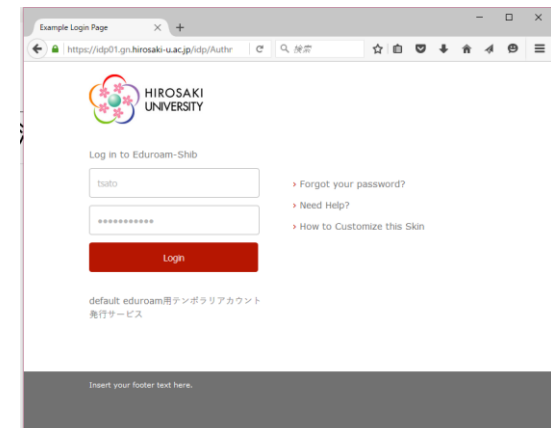 Example Login Page
https://idp01.gn.hirosaki-u.ac.jp/idp/Authr
検索
HIROSAKI
UNIVERSITY
Log in to Eduroam-Shib
tsato
› Forgot your password?
› Need Help?
› How to Customize this Skin
Login
default eduroam用テンポラリアカウント
発行サービス
Insert your footer text here.